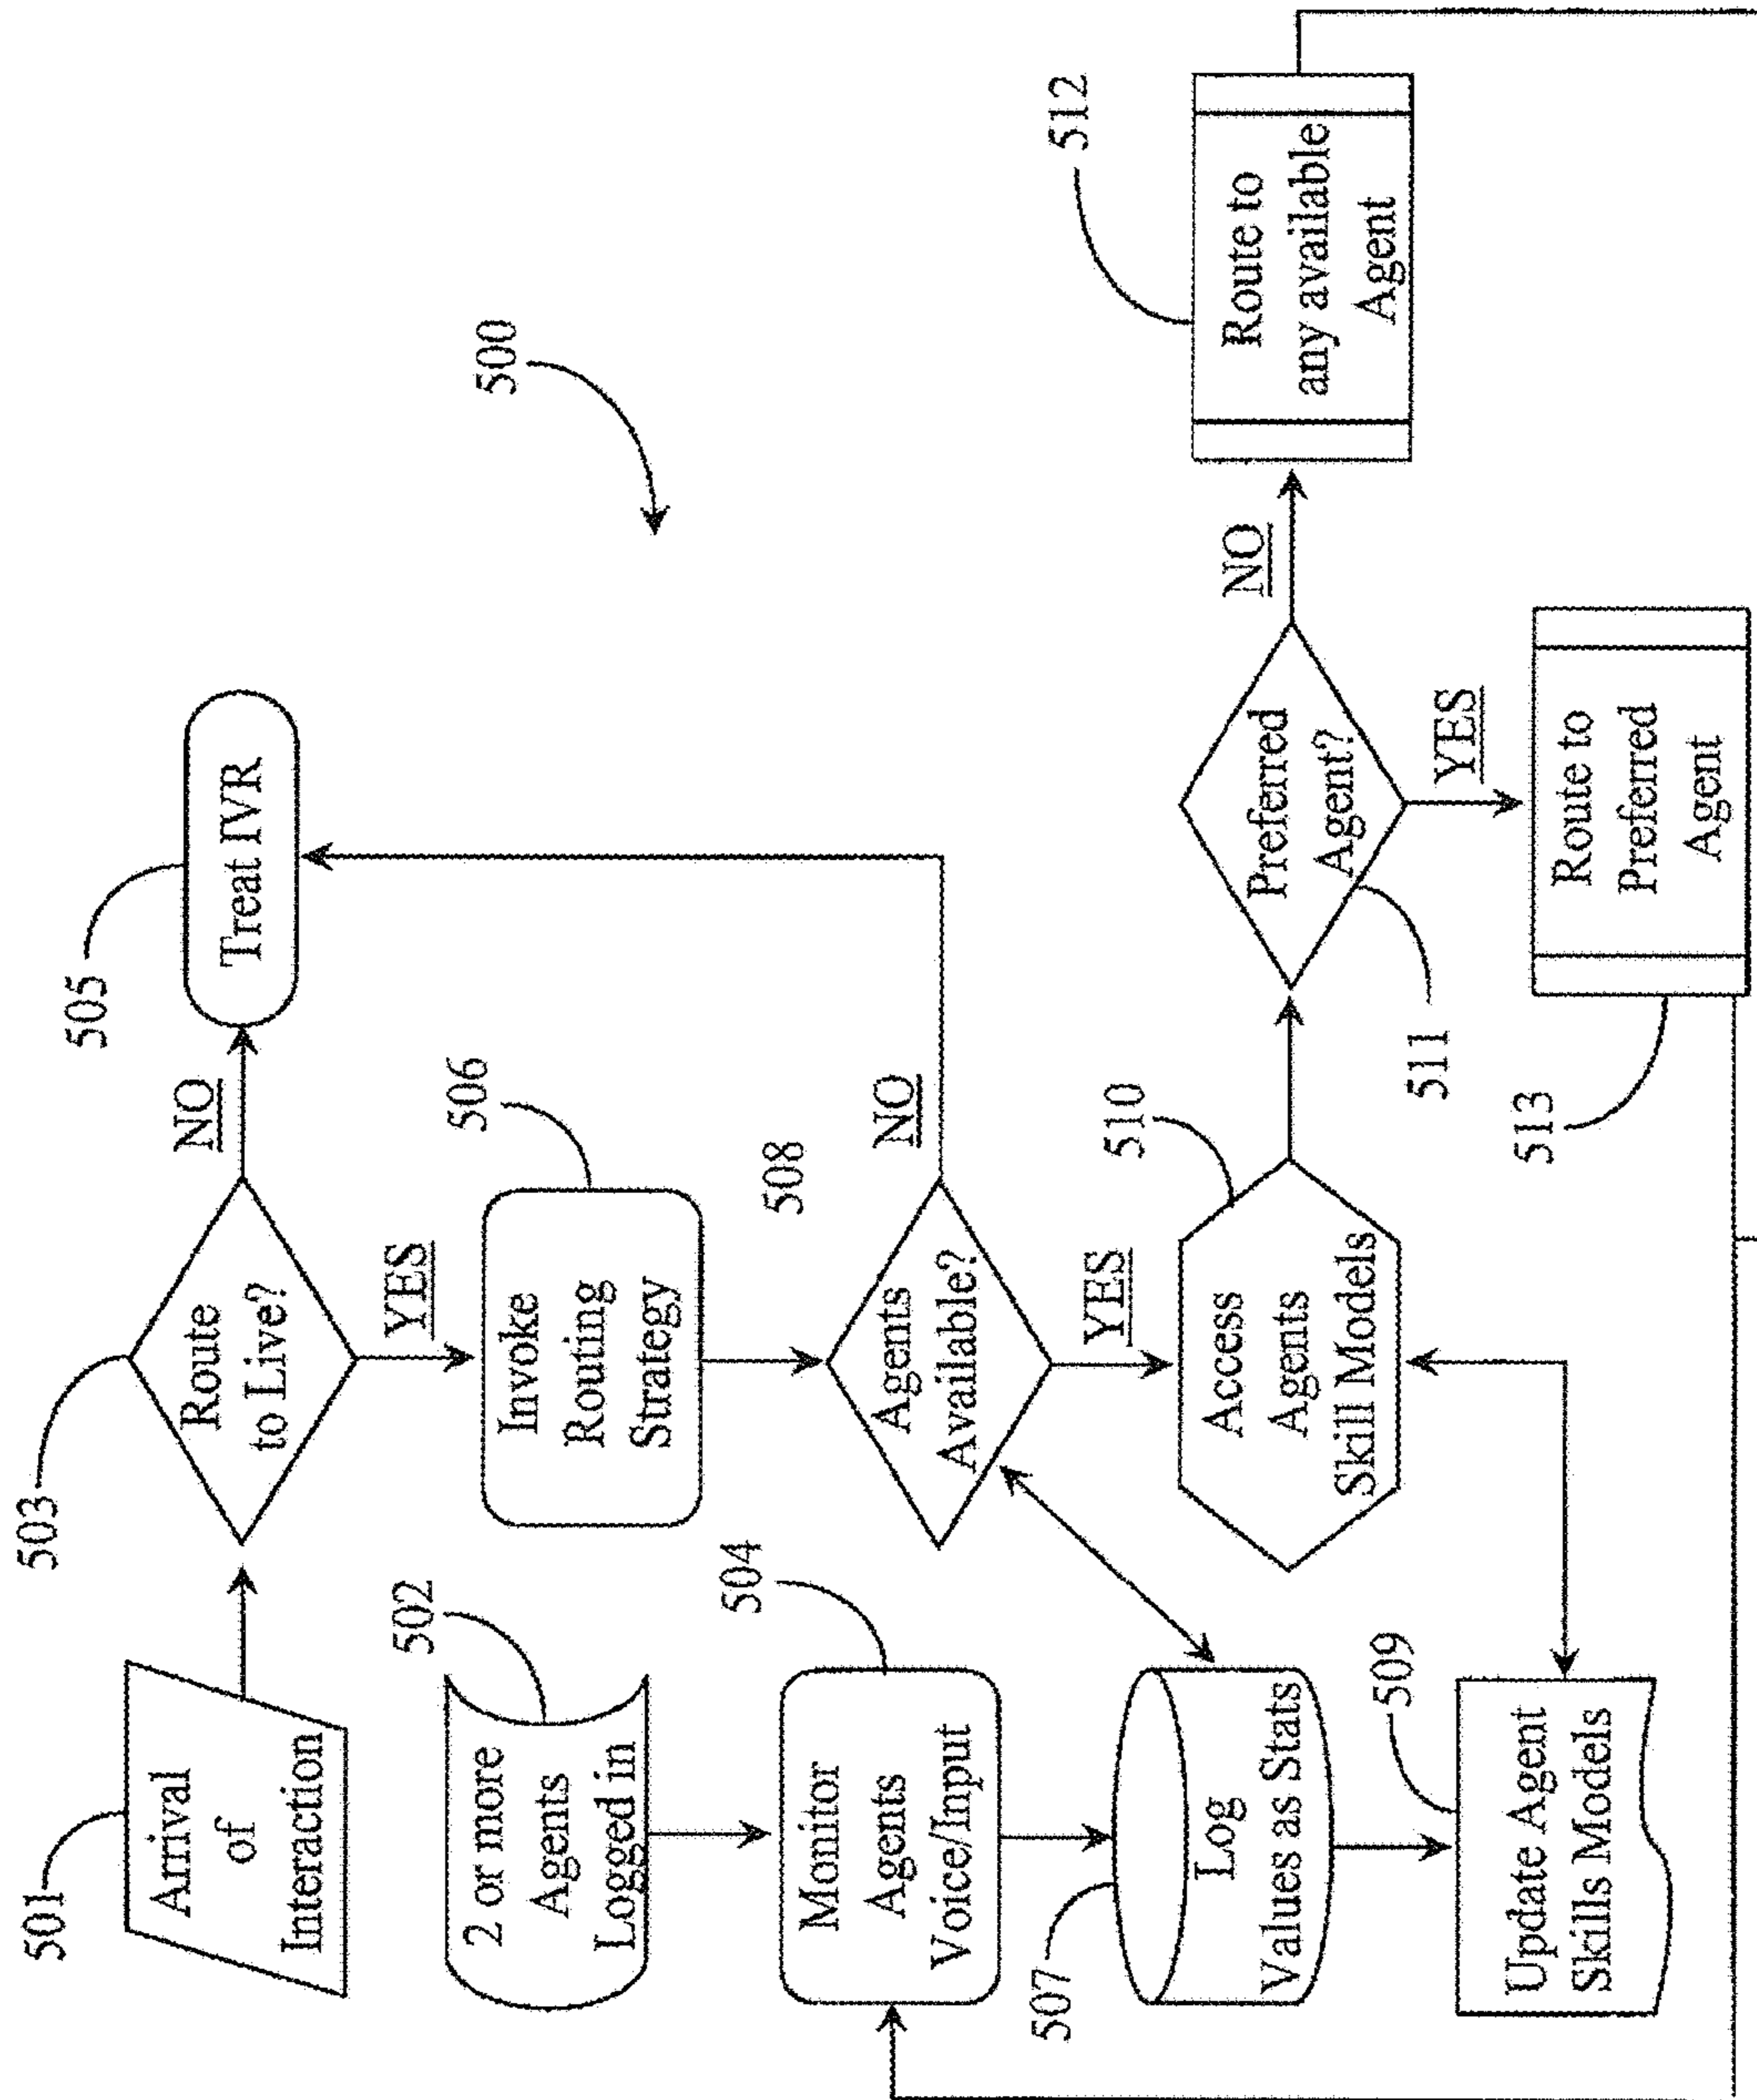 501
Arrival
of
Interaction
503
Route
to Live?
NO
505
Treat IVR
YES
502
2 or more
Agents
Logged in
506
Invoke
Routing
Strategy
500
504
Monitor
Agents
Voice/Input
508
Agents
Available?
NO
YES
507
Log
Values as Stats
510
Access
Agents
Skill Models
Preferred
Agent?
511
NO
512
Route to
any available
Agent
YES
509
Update Agent
Skills Models
513
Route to
Preferred
Agent